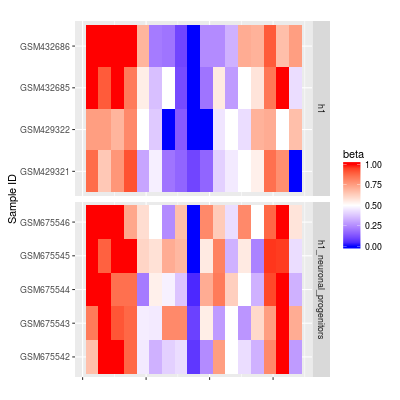 Sample ID
GSM432686
GSM432685
GSM429322
GSM429321
h1
GSM675546
GSM675545
GSM675544
GSM675543
GSM675542
h1_neuronal_progenitors
beta
1.00
0.75
0.50
0.25
0.00